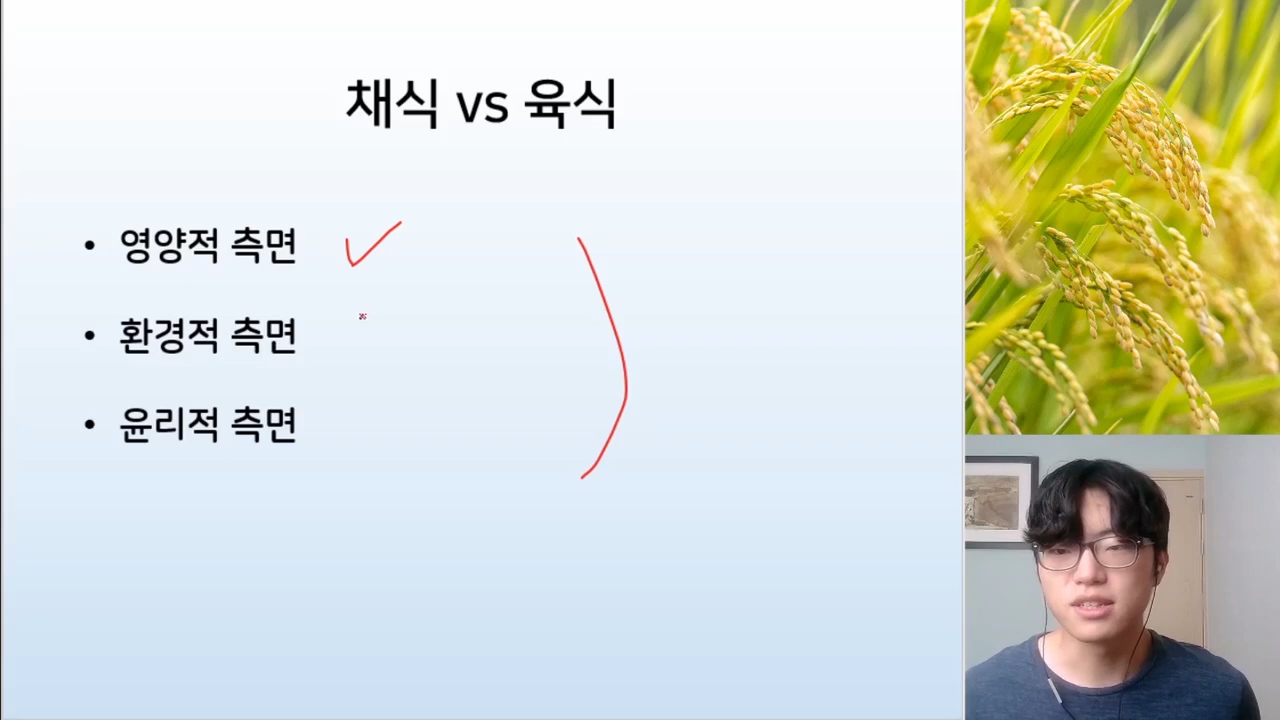 채식 vs 육식
• 영양적 측면
• 환경적 측면
• 윤리적 측면